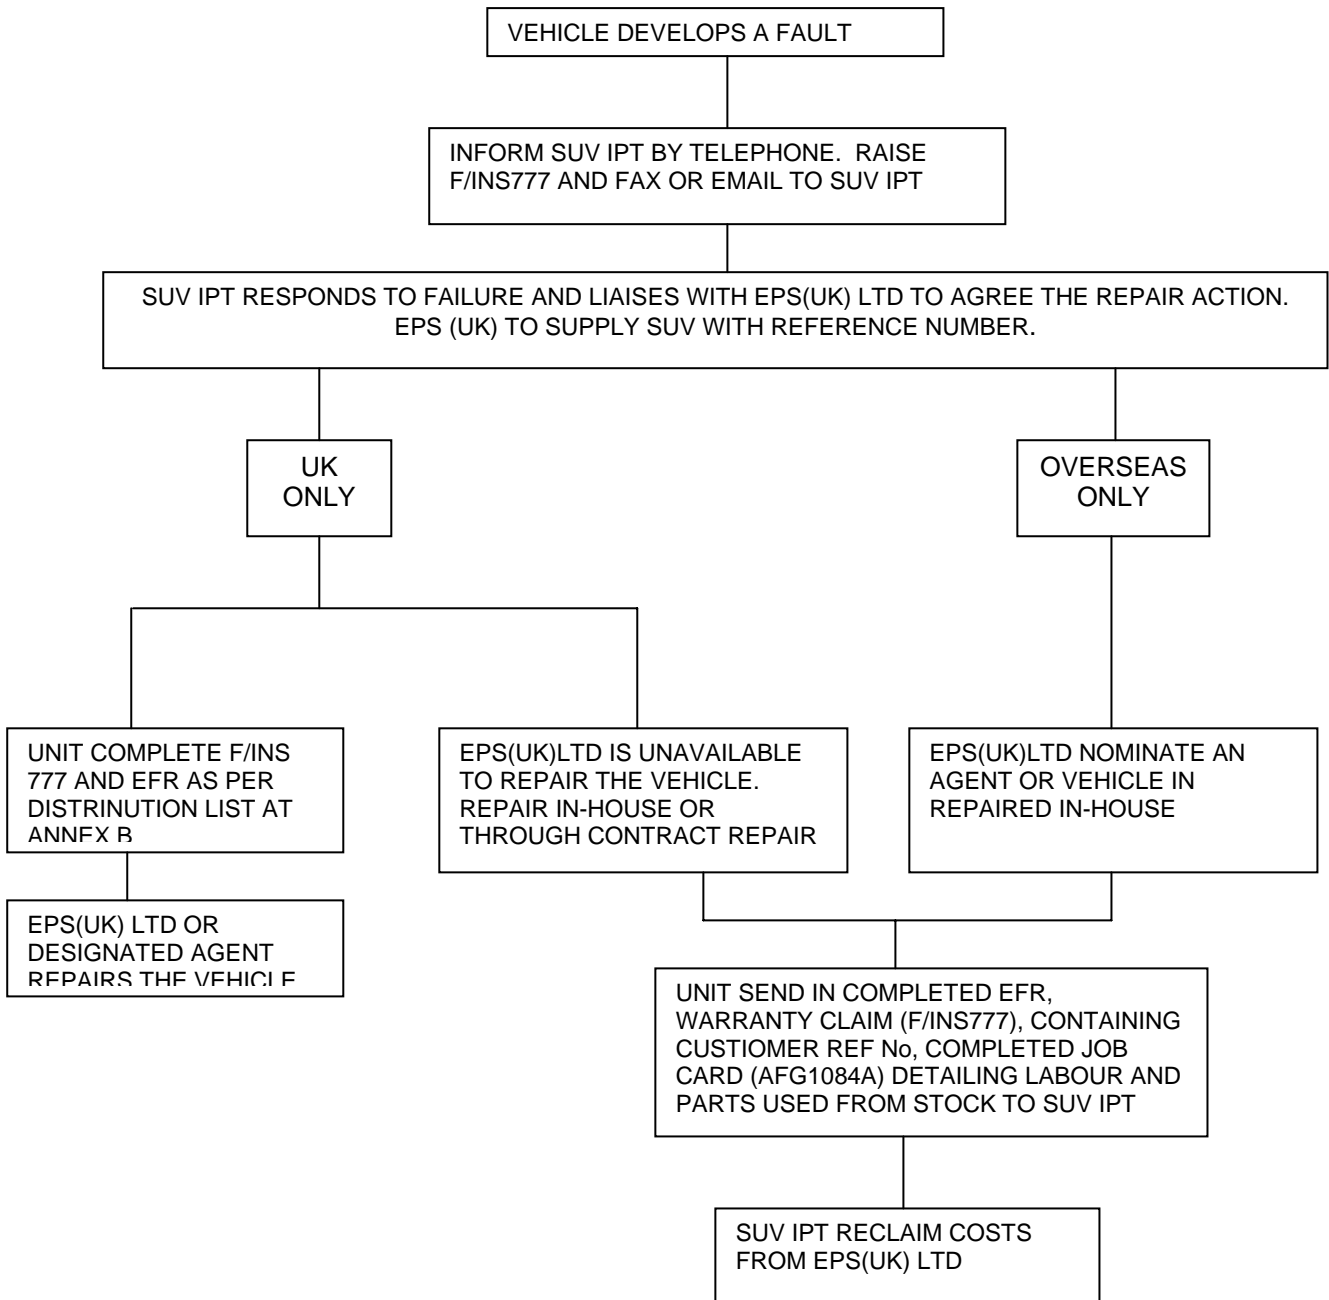 VEHICLE DEVELOPS A FAULT
INFORM SUV IPT BY TELEPHONE. RAISE
F/INS777 AND FAX OR EMAIL TO SUV IPT
SUV IPT RESPONDS TO FAILURE AND LIAISES WITH EPS(UK) LTD TO AGREE THE REPAIR ACTION.
EPS (UK) TO SUPPLY SUV WITH REFERENCE NUMBER.
UK
ONLY
OVERSEAS
ONLY
UNIT COMPLETE F/INS
777 AND EFR AS PER
DISTRINUTION LIST AT
ANNEX B
EPS(UK)LTD IS UNAVAILABLE
TO REPAIR THE VEHICLE.
REPAIR IN-HOUSE OR
THROUGH CONTRACT REPAIR
EPS(UK)LTD NOMINATE AN
AGENT OR VEHICLE IN
REPAIRED IN-HOUSE
EPS(UK) LTD OR
DESIGNATED AGENT
REPAIRS THE VEHICLE
UNIT SEND IN COMPLETED EFR,
WARRANTY CLAIM (F/INS777), CONTAINING
CUSTIOMER REF No, COMPLETED JOB
CARD (AFG1084A) DETAILING LABOUR AND
PARTS USED FROM STOCK TO SUV IPT
SUV IPT RECLAIM COSTS
FROM EPS(UK) LTD